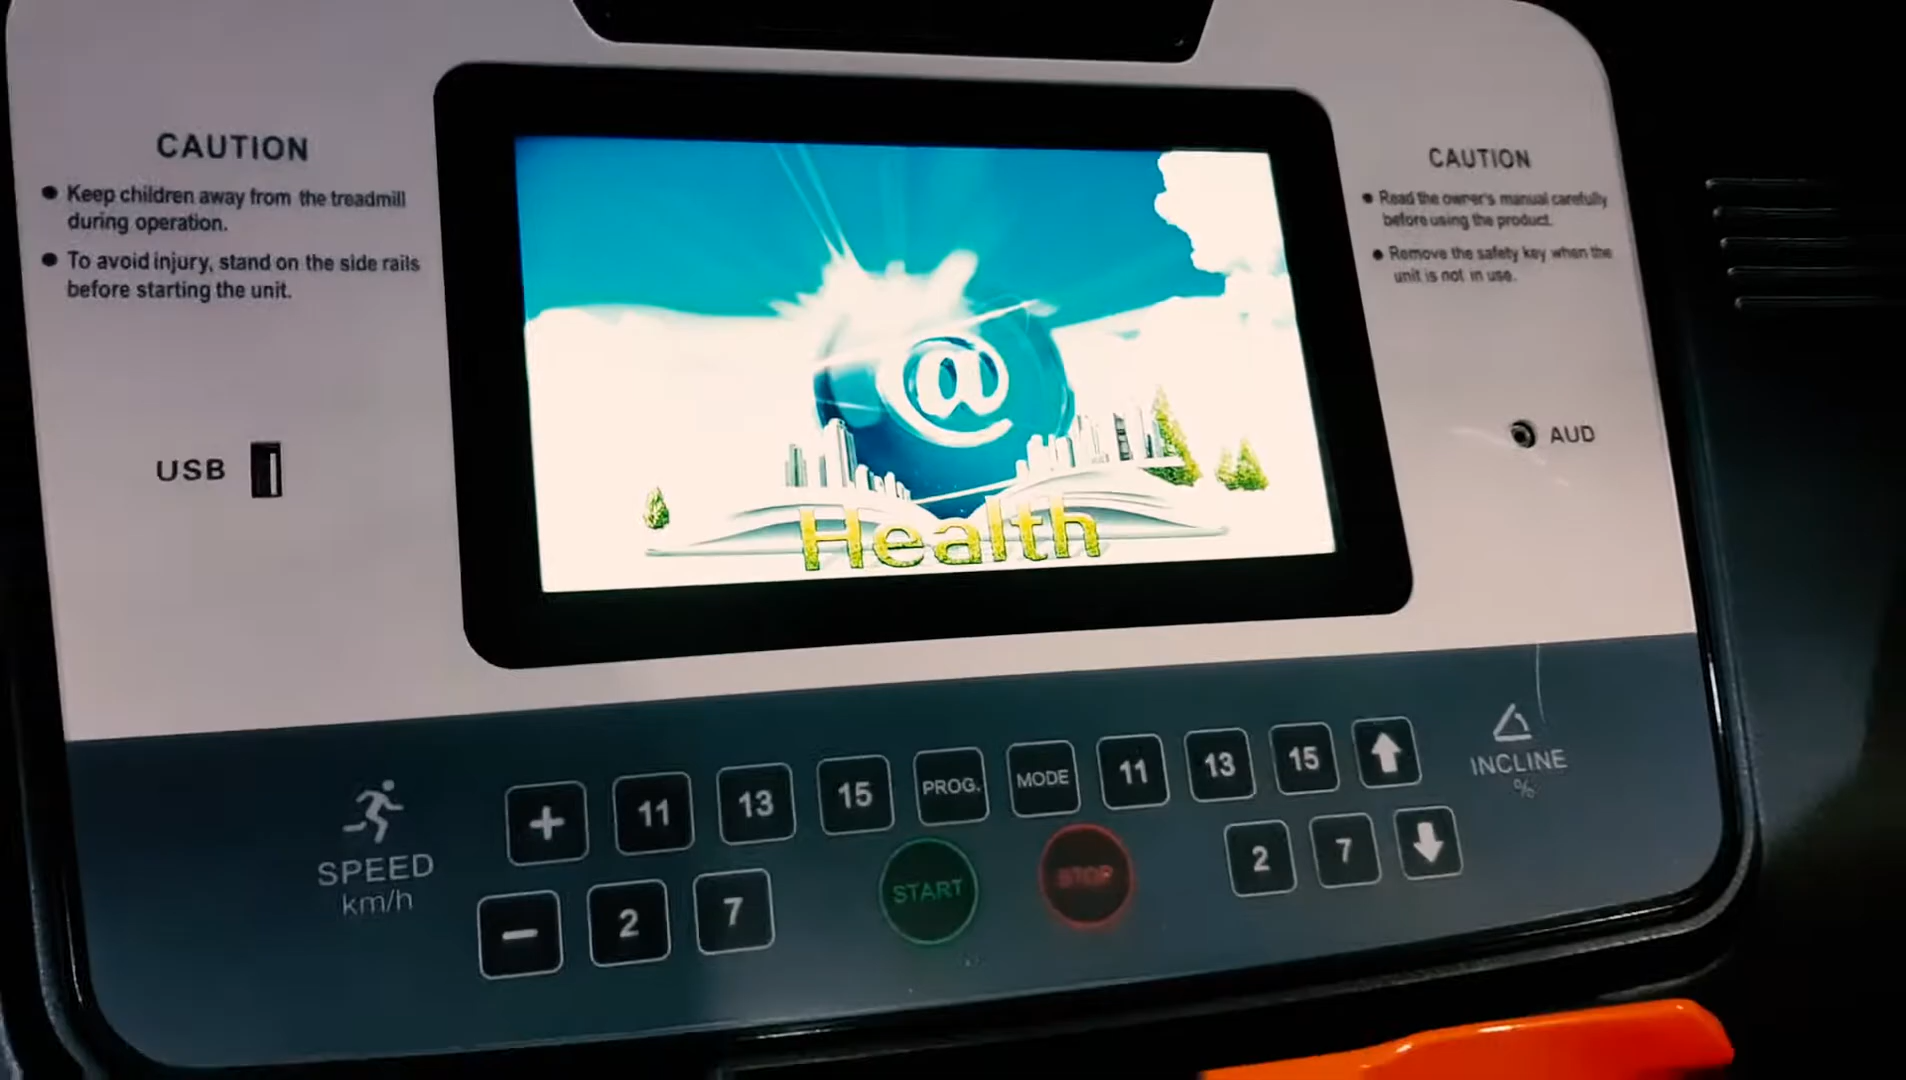 CAUTION
● Keep children away from the treadmill
during operation.
● To avoid injury, stand on the side rails
before starting the unit.
CAUTION
● Read the owner's manual carefully
before using the product.
● Remove the safety key when the
unit is not in use.
@
Health
USB
AUD
SPEED
km/h
+ 11 13 15 PROG. MODE 11 13 15
INCLINE
%
− 2 7 START STOP 2 7